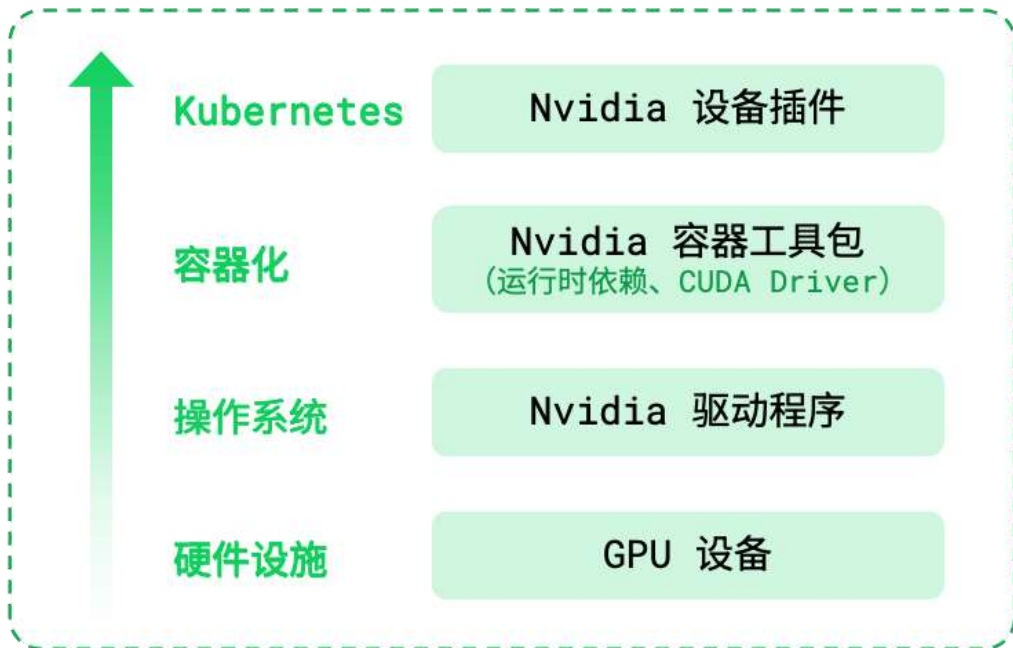 Kubernetes
Nvidia 设备插件
容器化
Nvidia 容器工具包
（运行时依赖、CUDA Driver）
操作系统
Nvidia 驱动程序
硬件设施
GPU 设备